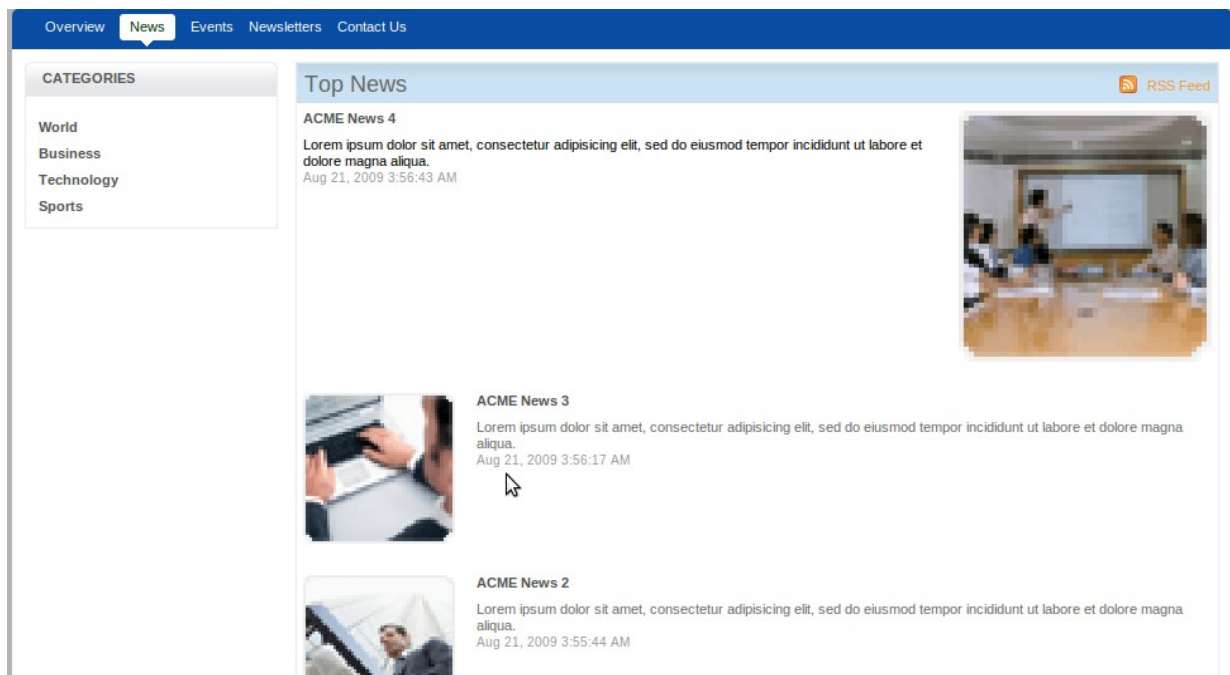 Overview News Events Newsletters Contact Us
CATEGORIES
World
Business
Technology
Sports
Top News
RSS Feed
ACME News 4
Lorem ipsum dolor sit amet, consectetur adipisicing elit, sed do eiusmod tempor incididunt ut labore et
dolore magna aliqua.
Aug 21, 2009 3:56:43 AM
ACME News 3
Lorem ipsum dolor sit amet, consectetur adipisicing elit, sed do eiusmod tempor incididunt ut labore et dolore magna
aliqua.
Aug 21, 2009 3:56:17 AM
ACME News 2
Lorem ipsum dolor sit amet, consectetur adipisicing elit, sed do eiusmod tempor incididunt ut labore et dolore magna
aliqua.
Aug 21, 2009 3:55:44 AM